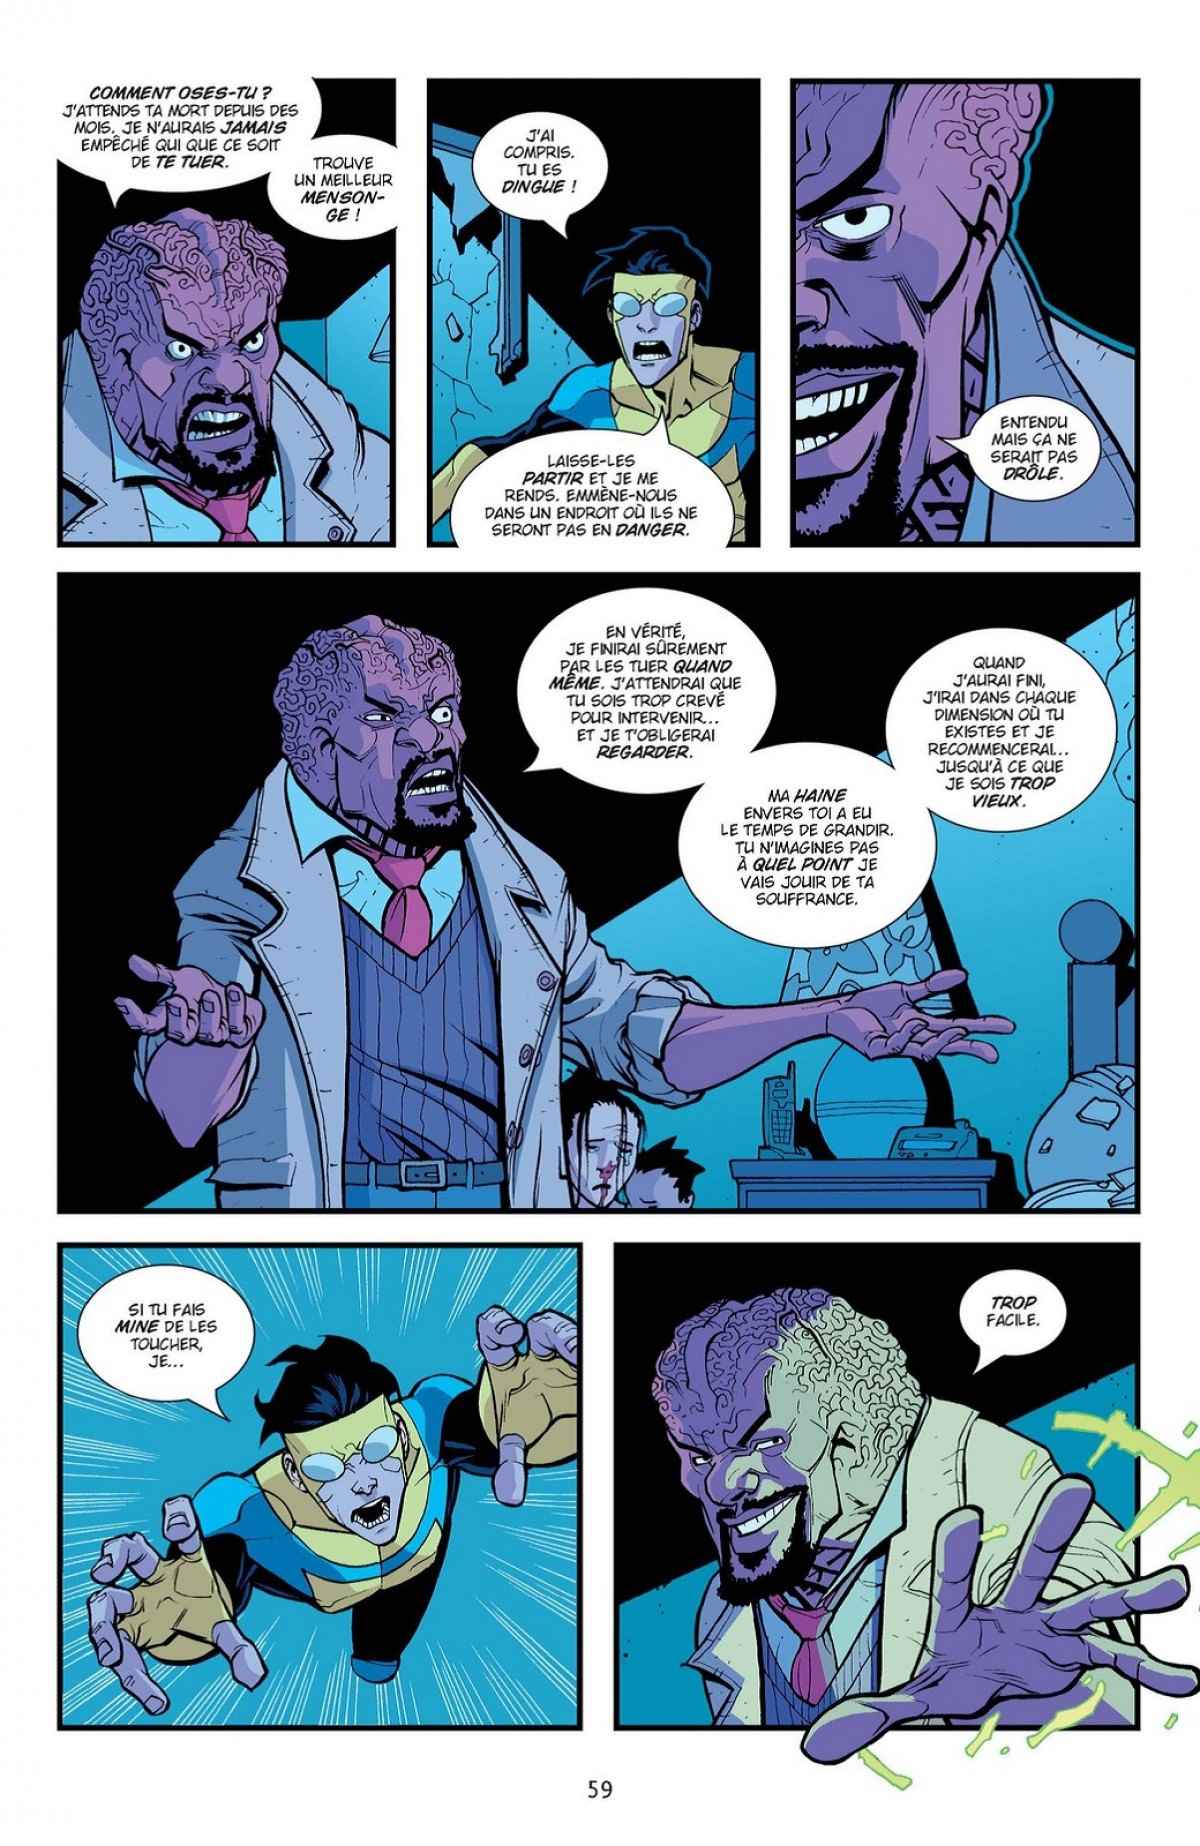 COMMENT OSES-TU ?
J'ATTENDS TA MORT DEPUIS DES
MOIS. JE N'AURAIS JAMAIS
EMPÊCHÉ QUI QUE CE SOIT
DE TE TUER.
TROUVE
UN MEILLEUR
MENSON-
GE !
J'AI
COMPRIS.
TU ES
DINGUE !
LAISSE-LES
PARTIR ET JE ME
RENDS. EMMÈNE-NOUS
DANS UN ENDROIT OÙ ILS NE
SERONT PAS EN DANGER.
ENTENDU
MAIS ÇA NE
SERAIT PAS
DRÔLE.
EN VÉRITÉ,
JE FINIRAI SÛREMENT
PAR LES TUER QUAND
MÊME. J'ATTENDRAI QUE
TU SOIS TROP CREVÉ
POUR INTERVENIR...
ET JE T'OBLIGERAI
REGARDER.
MA HAINE
ENVERS TOI A EU
LE TEMPS DE GRANDIR.
TU N'IMAGINES PAS
À QUEL POINT JE
VAIS JOUIR DE TA
SOUFFRANCE.
QUAND
J'AURAI FINI,
J'IRAI DANS CHAQUE
DIMENSION OÙ TU
EXISTES ET JE
RECOMMENCERAI...
JUSQU'À CE QUE
JE SOIS TROP
VIEUX.
SI TU FAIS
MINE DE LES
TOUCHER,
JE...
TROP
FACILE.
59